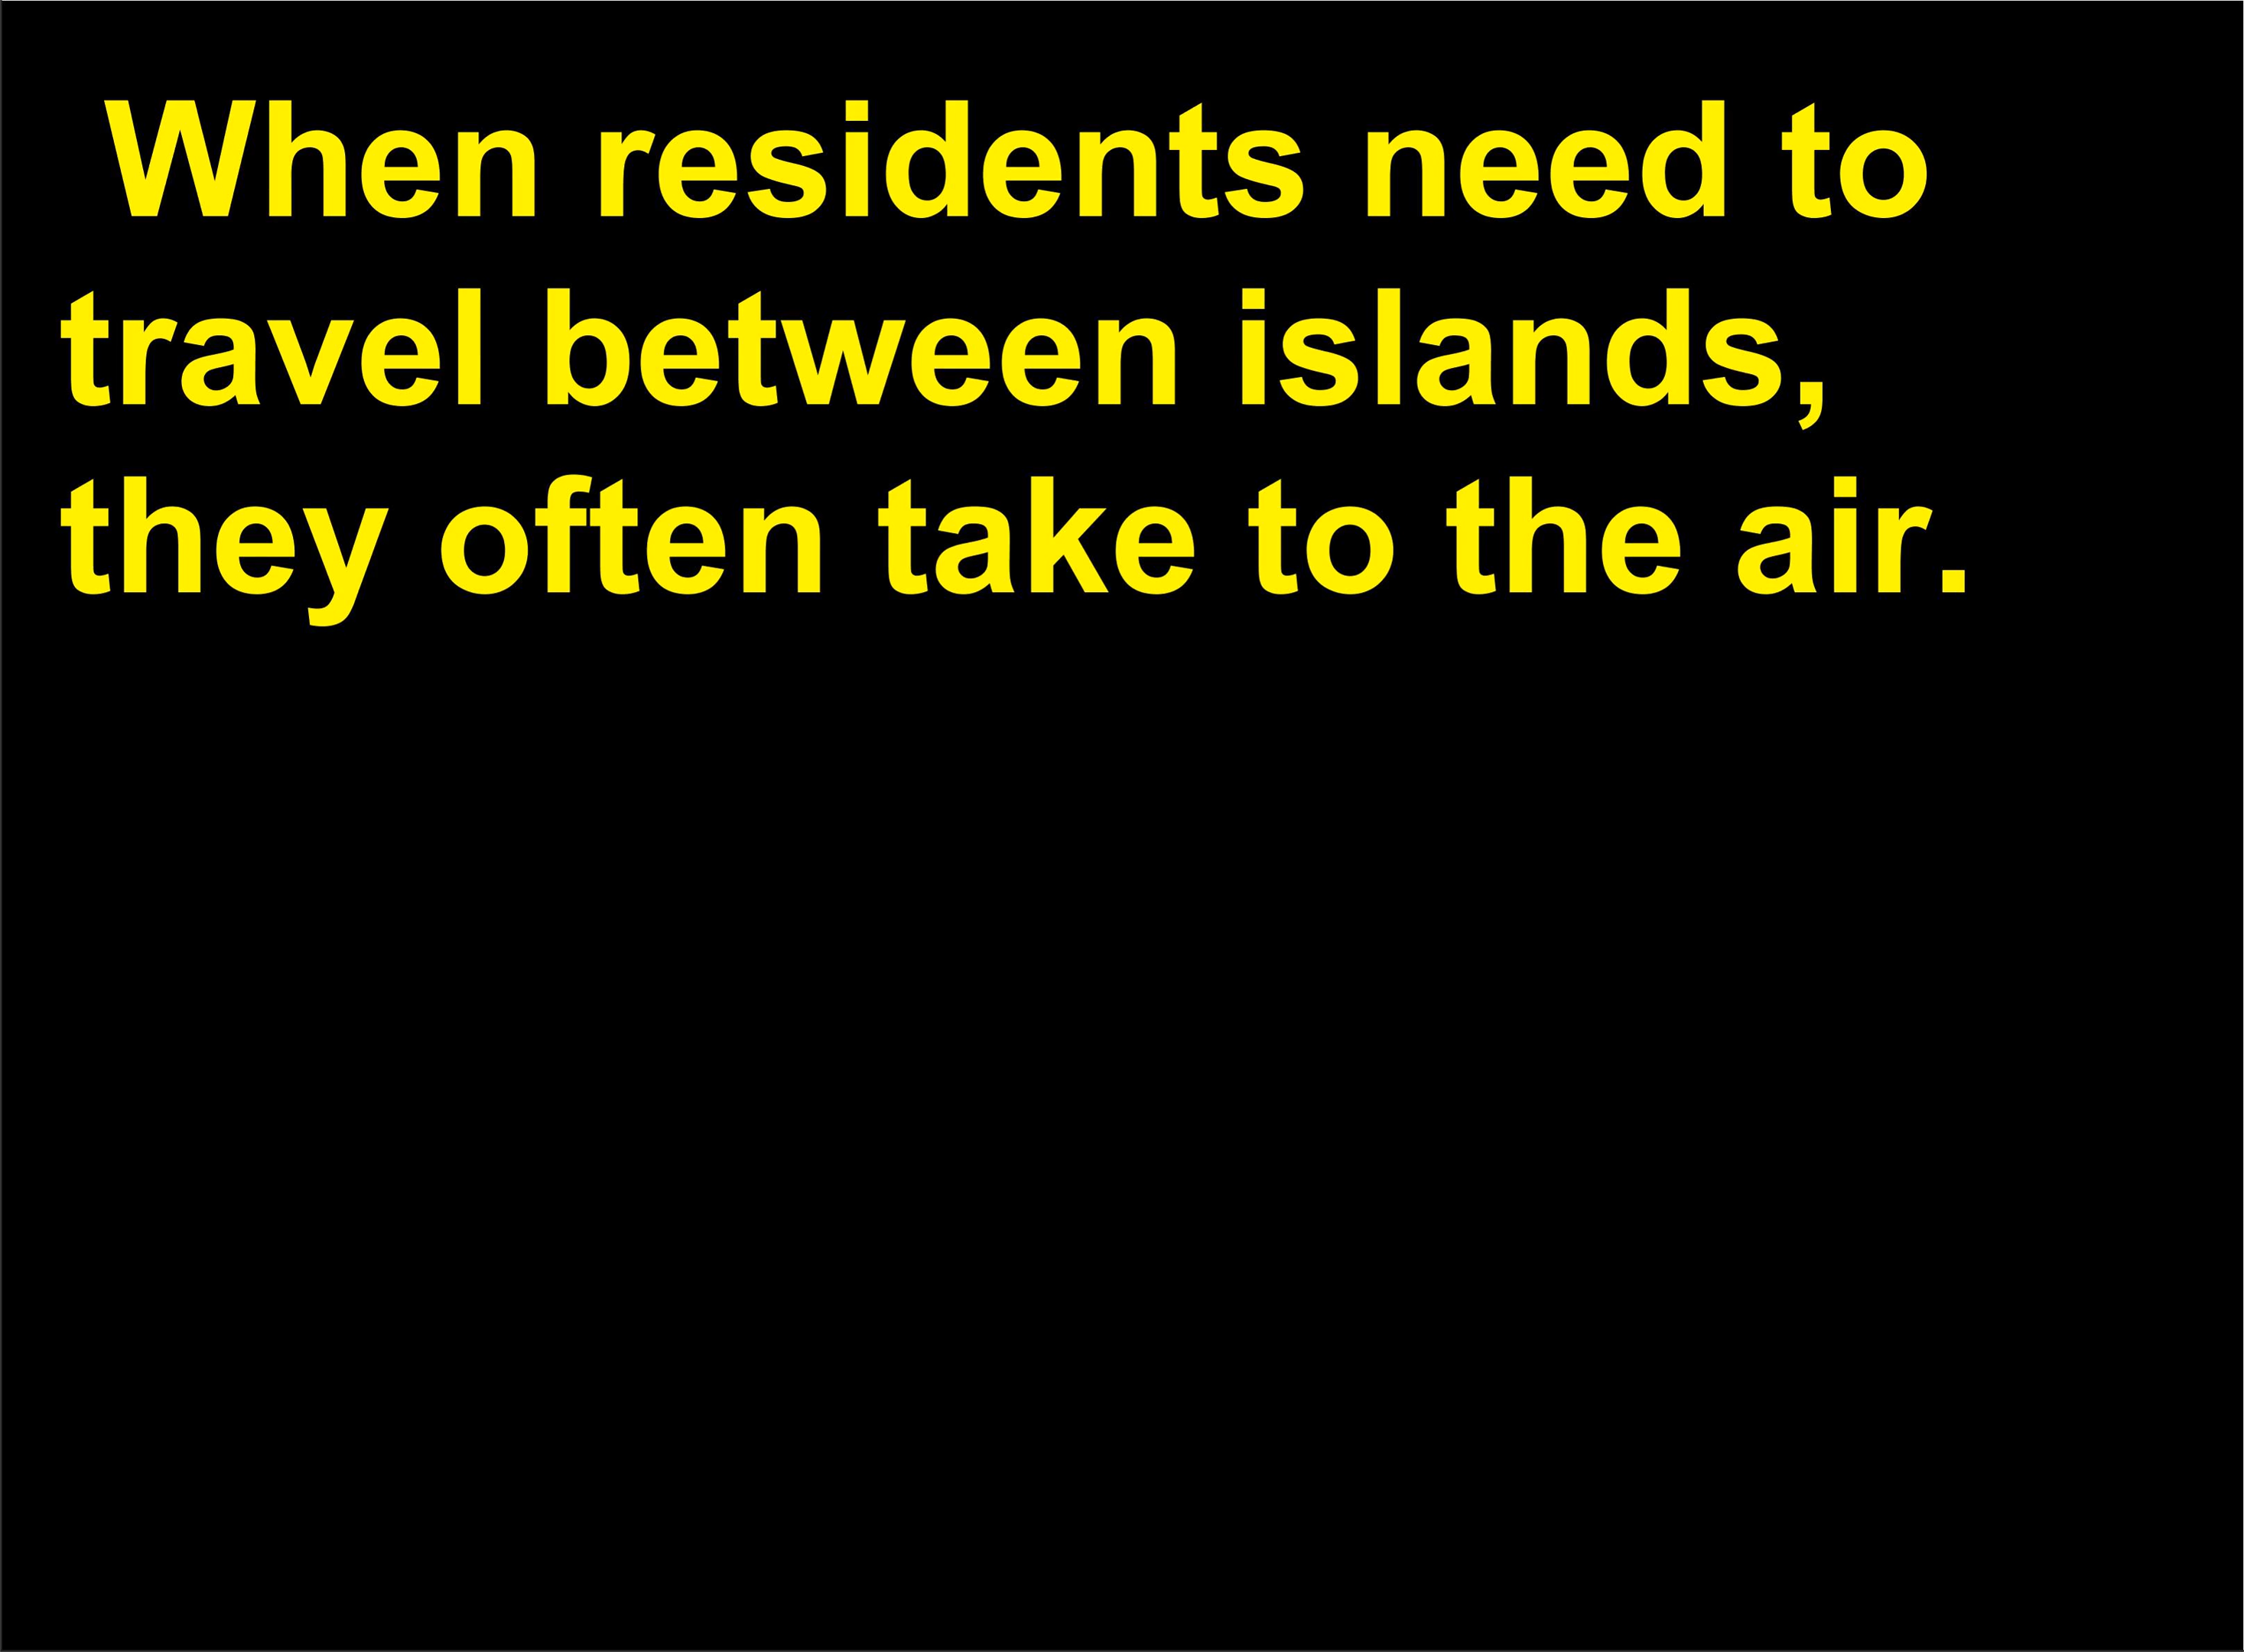 When residents need to
travel between islands,
they often take to the air.